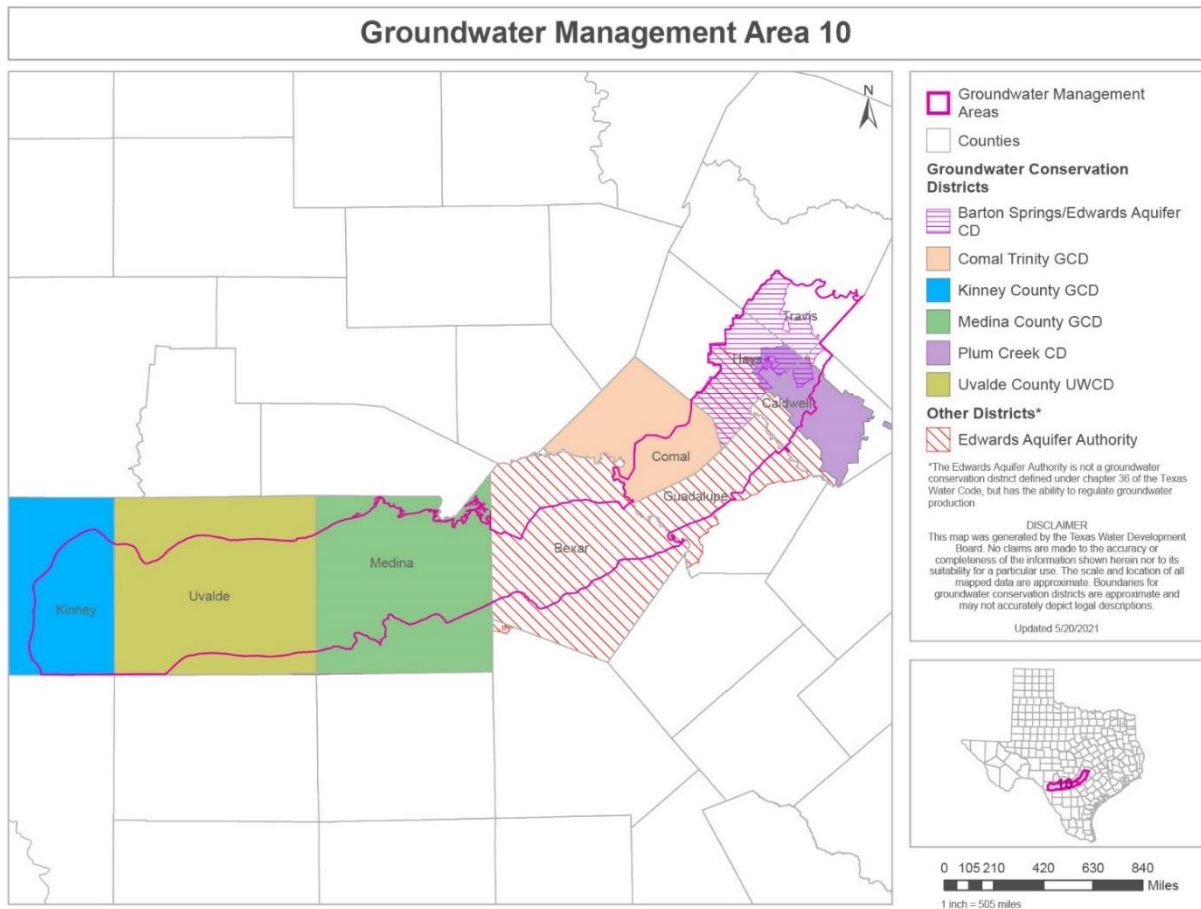 Groundwater Management Area 10
N
Travis
Hays
Caldwell
Comal
Guadalupe
Bexar
Medina
Uvalde
Kinney
Groundwater Management
Areas
Counties
Groundwater Conservation
Districts
Barton Springs/Edwards Aquifer
CD
Comal Trinity GCD
Kinney County GCD
Medina County GCD
Plum Creek CD
Uvalde County UWCD
Other Districts*
Edwards Aquifer Authority
*The Edwards Aquifer Authority is not a groundwater
conservation district defined under chapter 36 of the Texas
Water Code, but has the ability to regulate groundwater
production
DISCLAIMER
This map was generated by the Texas Water Development
Board. No claims are made to the accuracy or
completeness of the information shown herein nor to its
suitability for a particular use. The scale and location of all
mapped data are approximate. Boundaries for
groundwater conservation districts are approximate and
may not accurately depict legal descriptions.
Updated 5/20/2021
10
0 105 210 420 630 840
Miles
1 inch = 505 miles